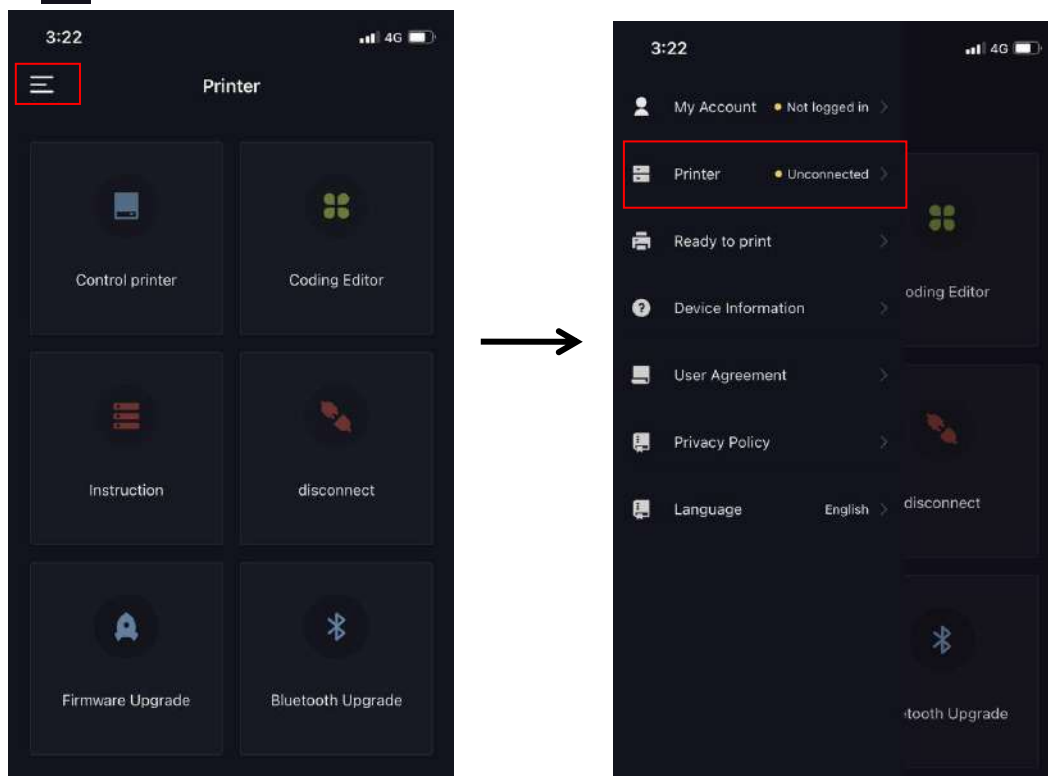 3:22
4G
Printer
Control printer
Coding Editor
Instruction
disconnect
Firmware Upgrade
Bluetooth Upgrade
3:22
4G
My Account Not logged in
Printer Unconnected
Ready to print
Device Information
User Agreement
Privacy Policy
Language English
oding Editor
disconnect
tooth Upgrade